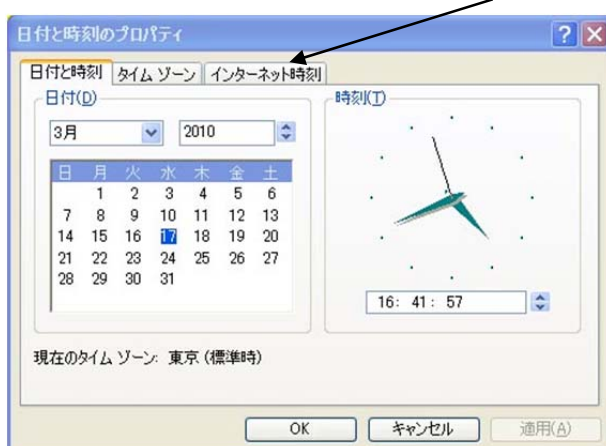 日付と時刻のプロパティ
日付と時刻 タイム ゾーン インターネット時刻
日付(D) 時刻(T)
3月 2010
日 月 火 水 木 金 土
1 2 3 4 5 6
7 8 9 10 11 12 13
14 15 16 17 18 19 20
21 22 23 24 25 26 27
28 29 30 31
16: 41: 57
現在のタイム ゾーン: 東京 (標準時)
OK キャンセル 適用(A)